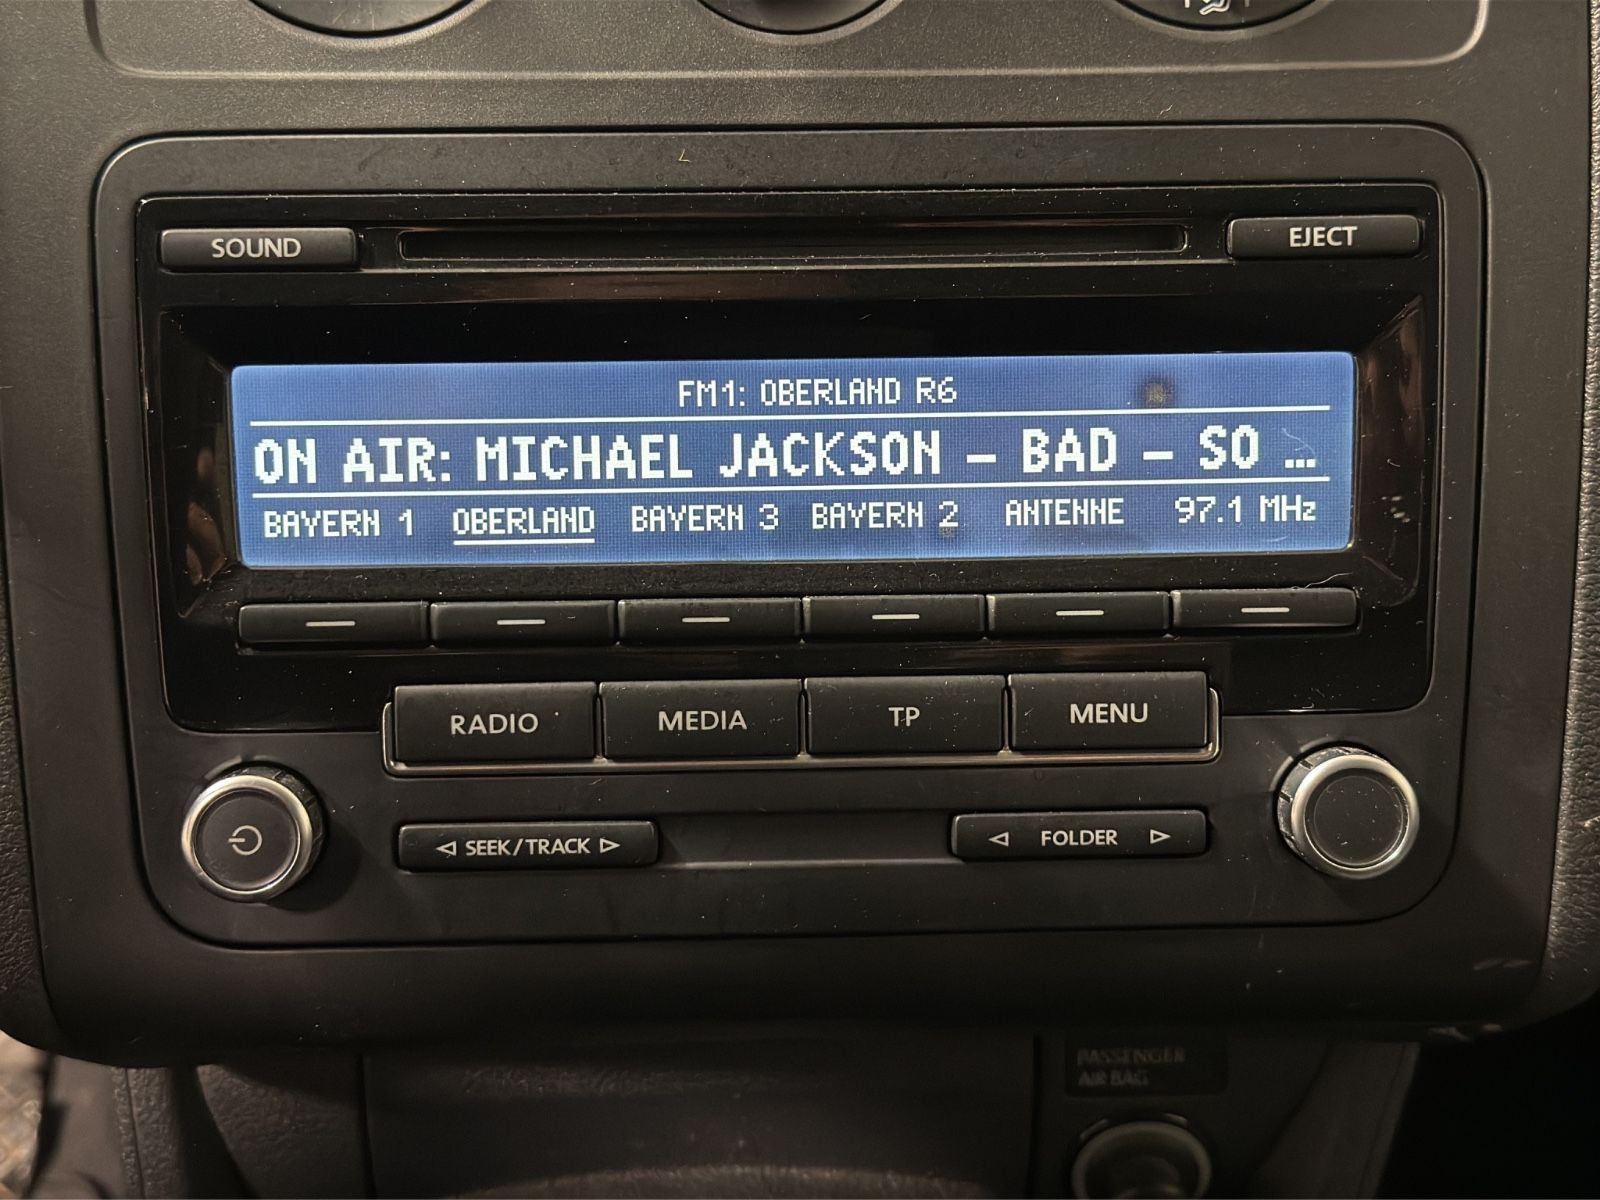 SOUND
EJECT
FM1: OBERLAND R6
ON AIR: MICHAEL JACKSON - BAD - SO ...
BAYERN 1 OBERLAND BAYERN 3 BAYERN 2 ANTENNE 97.1 MHz
RADIO MEDIA TP MENU
SEEK/TRACK
FOLDER
PASSENGER
AIR BAG